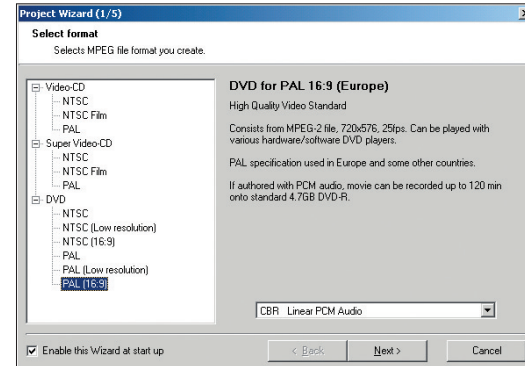 Project Wizard (1/5)
Select format
Selects MPEG file format you create.
Video-CD
NTSC
NTSC Film
PAL
Super Video-CD
NTSC
NTSC Film
PAL
DVD
NTSC
NTSC (Low resolution)
NTSC (16:9)
PAL
PAL (Low resolution)
PAL (16:9)
DVD for PAL 16:9 (Europe)
High Quality Video Standard
Consists from MPEG-2 file, 720x576, 25fps. Can be played with
various hardware/software DVD players.
PAL specification used in Europe and some other countries.
If authored with PCM audio, movie can be recorded up to 120 min
onto standard 4.7GB DVD-R.
CBR Linear PCM Audio
Enable this Wizard at start up
< Back
Next >
Cancel